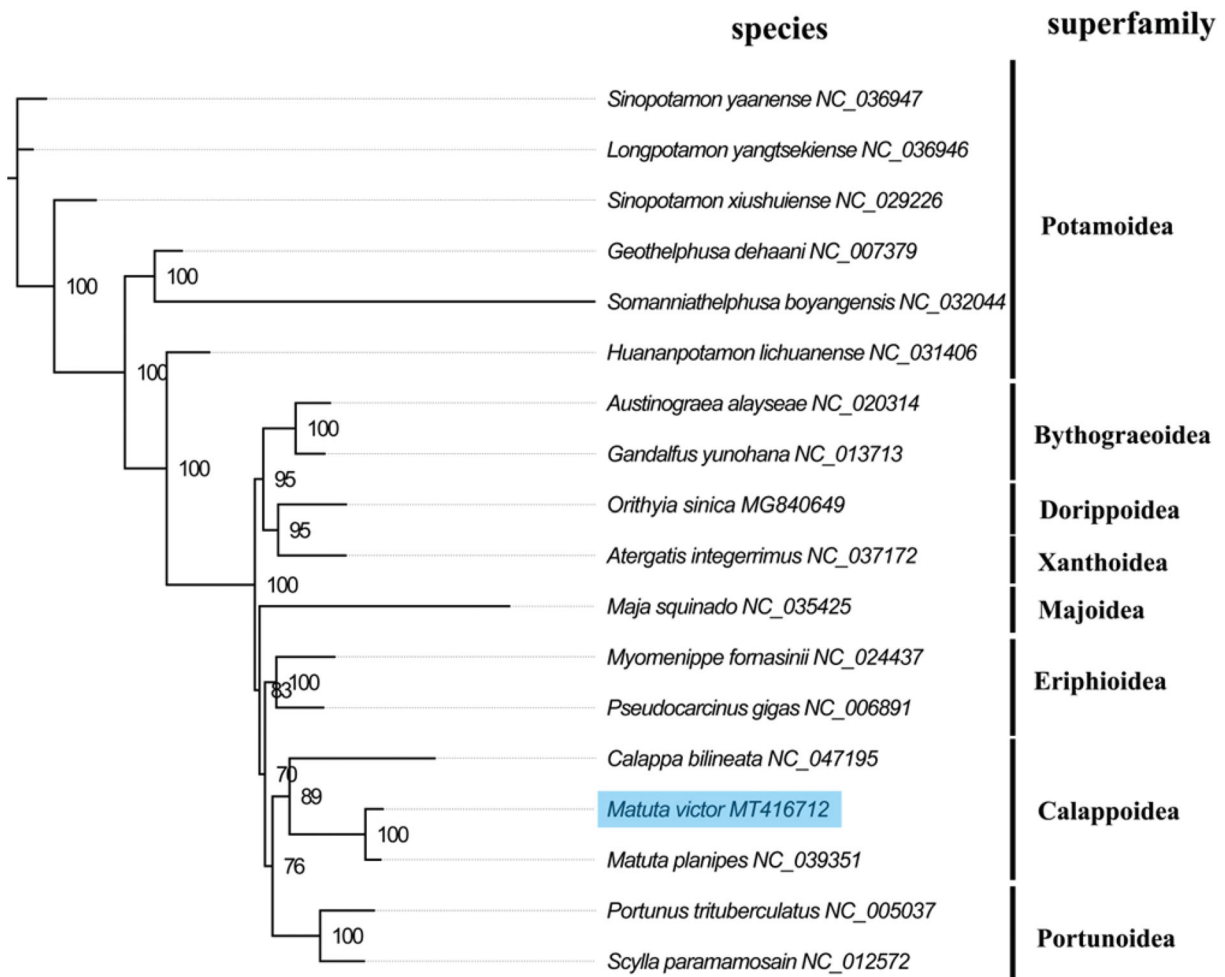 species superfamily
Sinopotamon yaanense NC_036947
Longpotamon yangtsekiense NC_036946
Sinopotamon xiushuiense NC_029226
Potamoidea
Geothelphusa dehaani NC_007379
100
100
Somanniathelphusa boyangensis NC_032044
Huananpotamon lichuanense NC_031406
100
Austinograea alayseae NC_020314
100
Bythograeoidea
Gandalfus yunohana NC_013713
100
95
Orithyia sinica MG840649
Dorippoidea
95
Atergatis integerrimus NC_037172
Xanthoidea
100
Maja squinado NC_035425
Majoidea
Myomenippe fornasinii NC_024437
100
83
Eriphioidea
Pseudocarcinus gigas NC_006891
Calappa bilineata NC_047195
70
89
Matuta victor MT416712
Calappoidea
100
Matuta planipes NC_039351
76
Portunus trituberculatus NC_005037
100
Portunoidea
Scylla paramamosain NC_012572